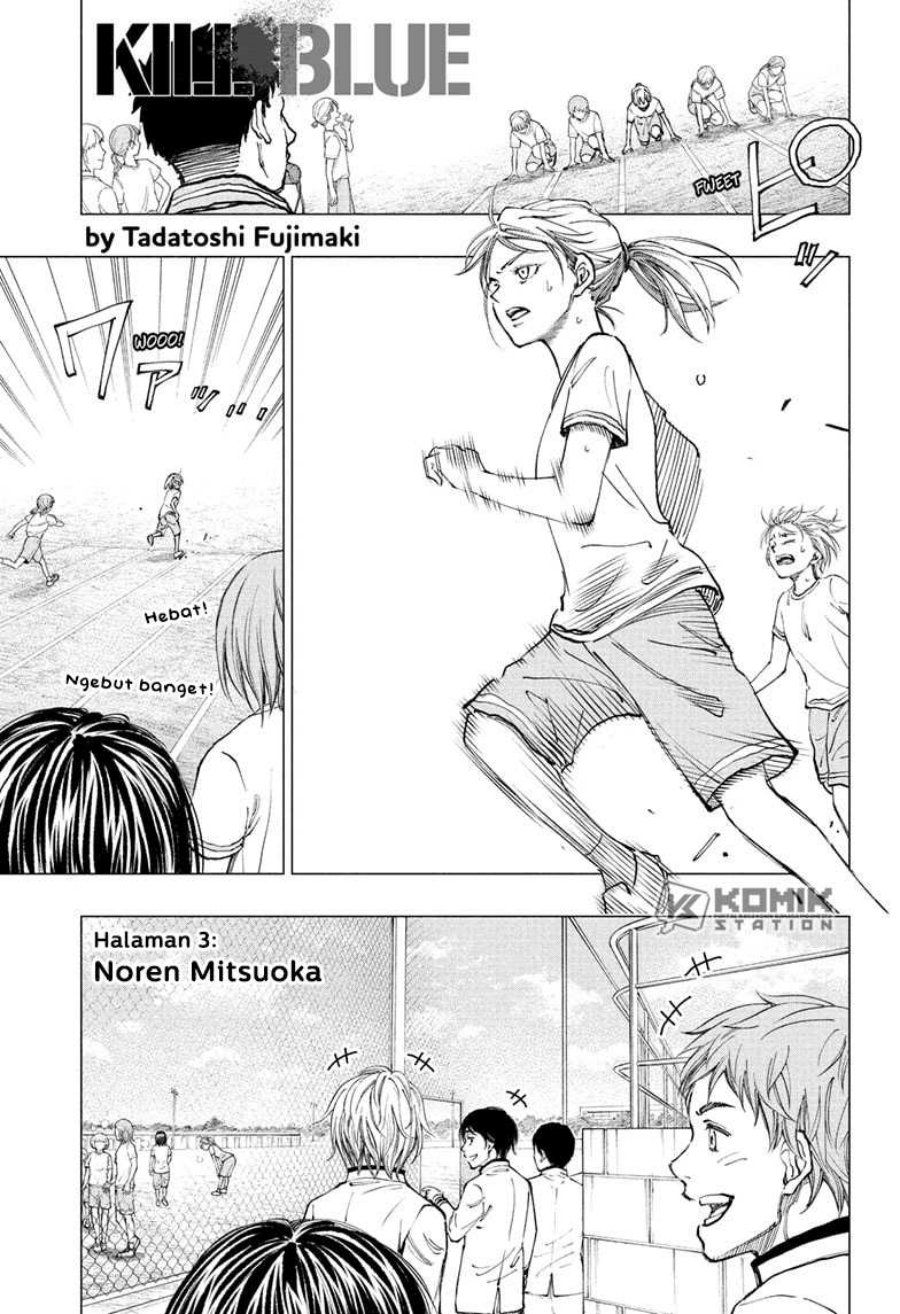 KILL BLUE
FWEET
ピッ
by Tadatoshi Fujimaki
WOOO!
ワァッ
Hebat!
Ngebut banget!
KOMIK
STATION
Halaman 3:
Noren Mitsuoka